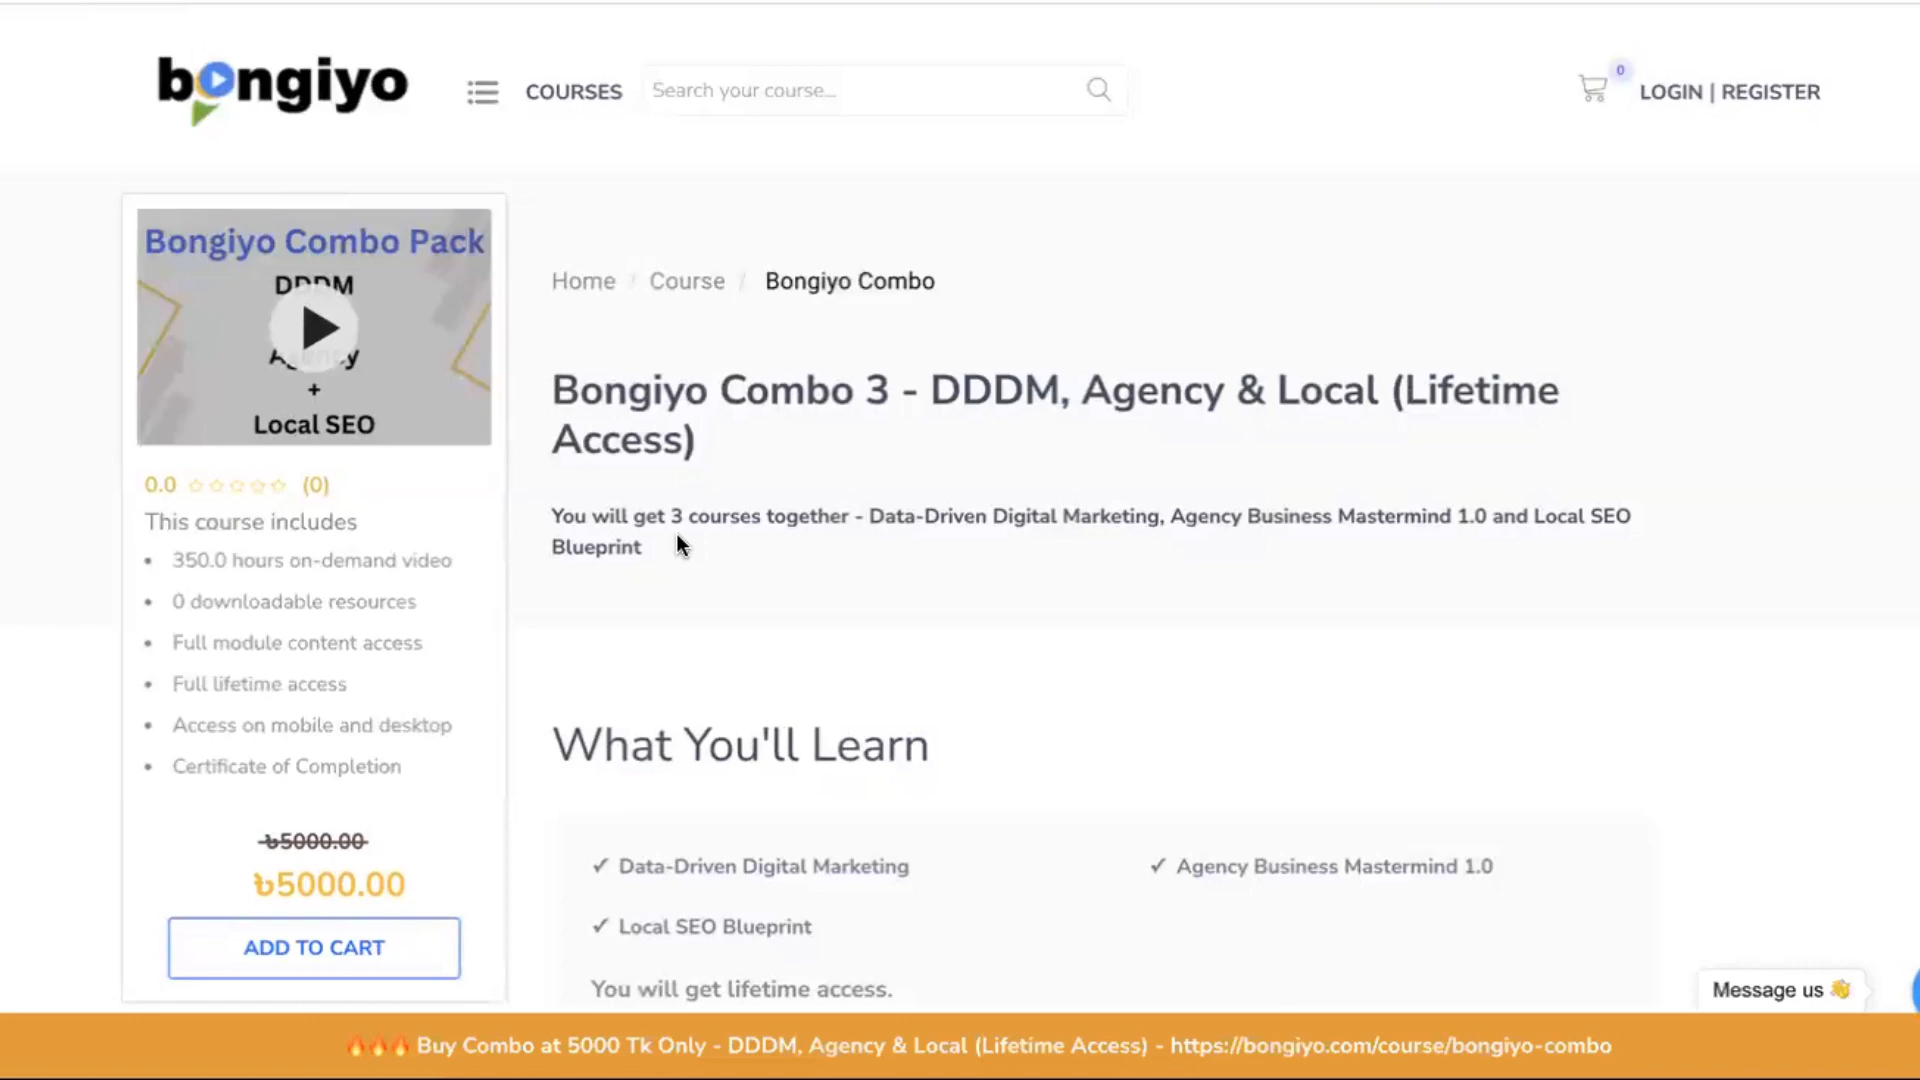 bongiyo
COURSES
Search your course...
0
LOGIN | REGISTER
Bongiyo Combo Pack
DDDM
Agency
+
Local SEO
0.0 (0)
This course includes
• 350.0 hours on-demand video
• 0 downloadable resources
• Full module content access
• Full lifetime access
• Access on mobile and desktop
• Certificate of Completion
৳5000.00
৳5000.00
ADD TO CART
Home / Course / Bongiyo Combo
Bongiyo Combo 3 - DDDM, Agency & Local (Lifetime
Access)
You will get 3 courses together - Data-Driven Digital Marketing, Agency Business Mastermind 1.0 and Local SEO
Blueprint
What You'll Learn
✓ Data-Driven Digital Marketing
✓ Agency Business Mastermind 1.0
✓ Local SEO Blueprint
You will get lifetime access.
Message us 👋
🔥🔥🔥 Buy Combo at 5000 Tk Only - DDDM, Agency & Local (Lifetime Access) - https://bongiyo.com/course/bongiyo-combo